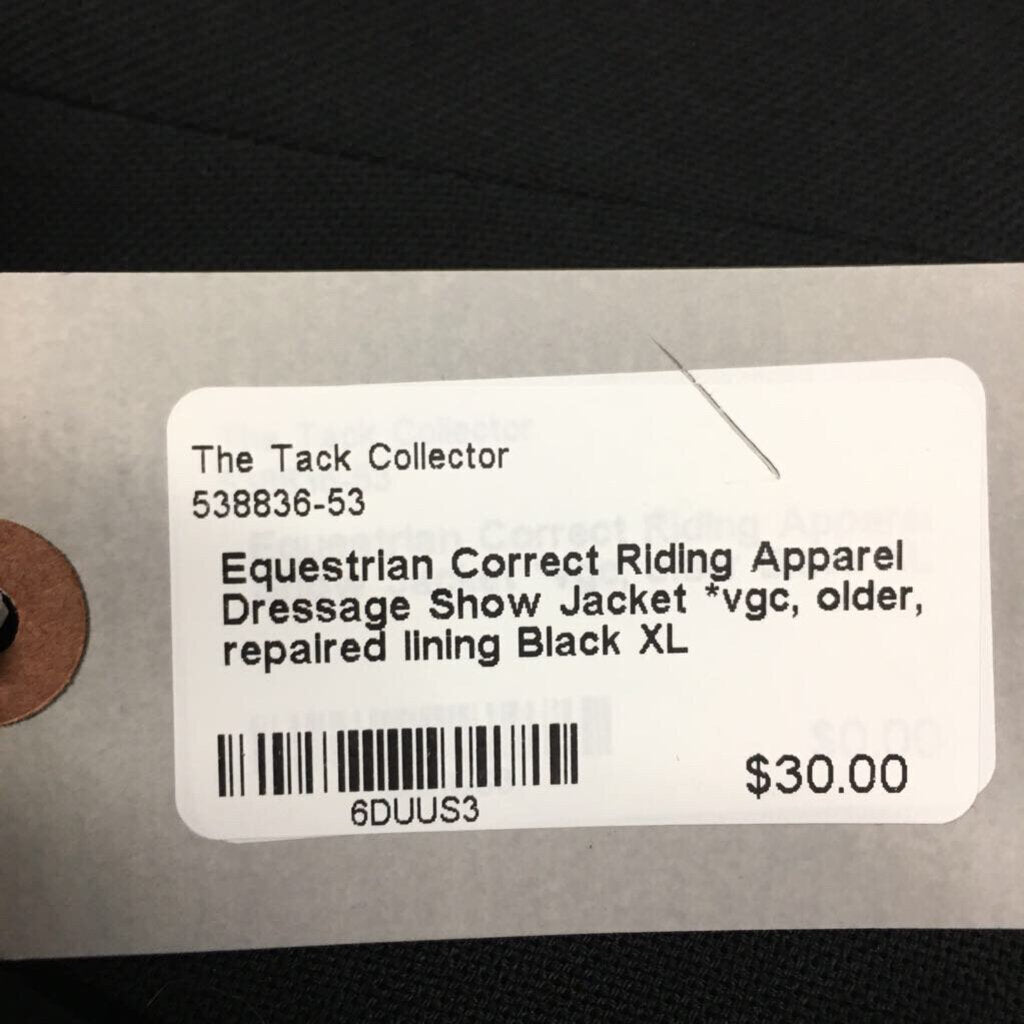 The Tack Collector
538836-53
Equestrian Correct Riding Apparel
Dressage Show Jacket *vgc, older,
repaired lining Black XL
6DUUS3
$30.00